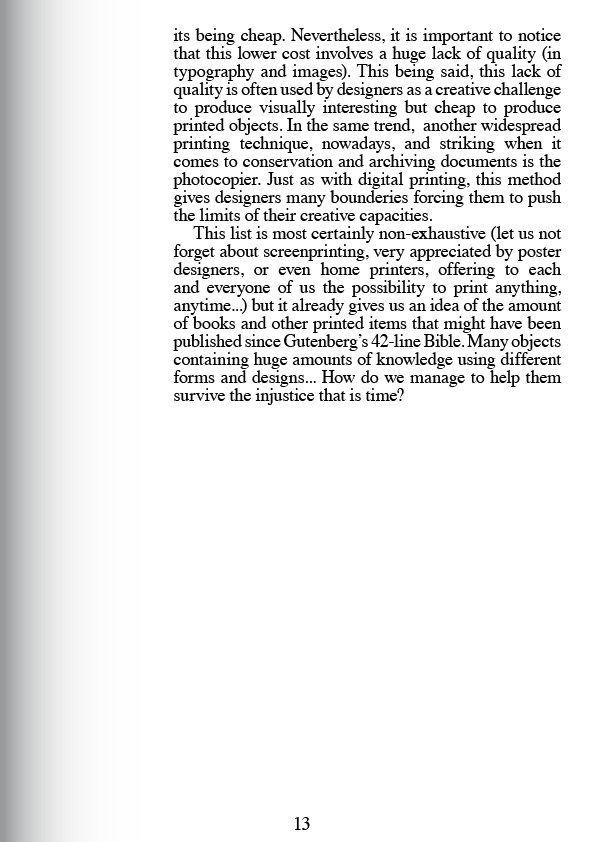 its being cheap. Nevertheless, it is important to notice
that this lower cost involves a huge lack of quality (in
typography and images). This being said, this lack of
quality is often used by designers as a creative challenge
to produce visually interesting but cheap to produce
printed objects. In the same trend,  another widespread
printing technique, nowadays, and striking when it
comes to conservation and archiving documents is the
photocopier. Just as with digital printing, this method
gives designers many bounderies forcing them to push
the limits of their creative capacities.
This list is most certainly non-exhaustive (let us not
forget about screenprinting, very appreciated by poster
designers, or even home printers, offering to each
and everyone of us the possibility to print anything,
anytime...) but it already gives us an idea of the amount
of books and other printed items that might have been
published since Gutenberg’s 42-line Bible. Many objects
containing huge amounts of knowledge using different
forms and designs... How do we manage to help them
survive the injustice that is time?
13